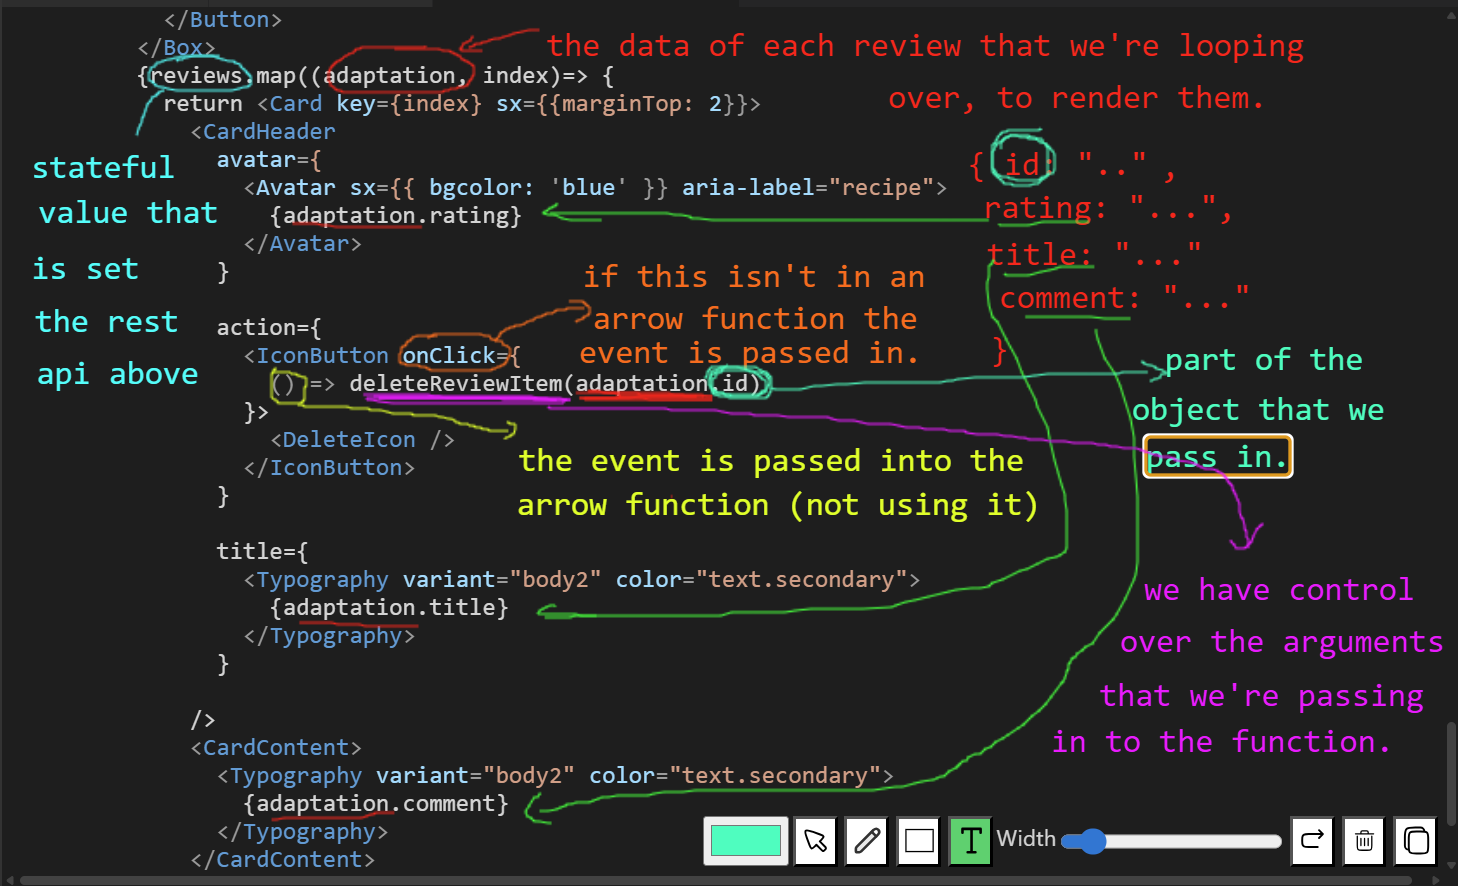 </Button>
</Box>
{reviews.map((adaptation, index)=> {
the data of each review that we're looping
over, to render them.
return <Card key={index} sx={{marginTop: 2}}>
<CardHeader
avatar={
<Avatar sx={{ bgcolor: 'blue' }} aria-label="recipe">
{adaptation.rating}
</Avatar>
}
stateful
value that
is set
the rest
api above
{ id: ".." ,
rating: "...",
title: "..."
comment: "..."
}
action={
<IconButton onClick={
() => deleteReviewItem(adaptation.id)
}>
<DeleteIcon />
</IconButton>
}
if this isn't in an
arrow function the
event is passed in.
part of the
object that we
pass in.
the event is passed into the
arrow function (not using it)
title={
<Typography variant="body2" color="text.secondary">
{adaptation.title}
</Typography>
}
we have control
over the arguments
that we're passing
in to the function.
/>
<CardContent>
<Typography variant="body2" color="text.secondary">
{adaptation.comment}
</Typography>
</CardContent>
T Width